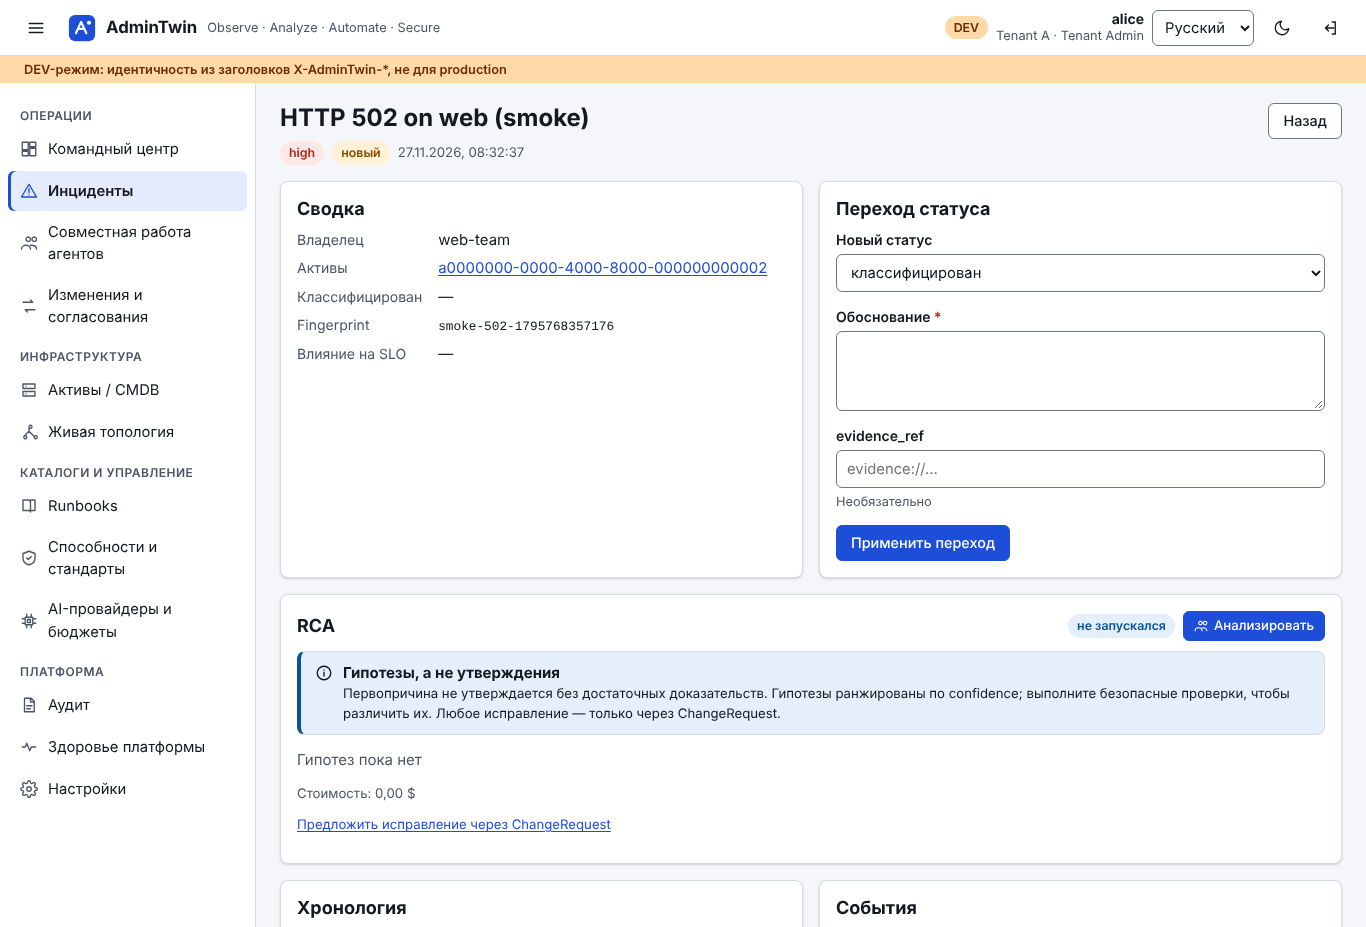 AdminTwin
Observe · Analyze · Automate · Secure
DEV
alice
Tenant A · Tenant Admin
Русский
DEV-режим: идентичность из заголовков X-AdminTwin-*, не для production
ОПЕРАЦИИ
Командный центр
Инциденты
Совместная работа
агентов
Изменения и
согласования
ИНФРАСТРУКТУРА
Активы / CMDB
Живая топология
КАТАЛОГИ И УПРАВЛЕНИЕ
Runbooks
Способности и
стандарты
AI-провайдеры и
бюджеты
ПЛАТФОРМА
Аудит
Здоровье платформы
Настройки
HTTP 502 on web (smoke)
high
новый
27.11.2026, 08:32:37
Назад
Сводка
Владелец web-team
Активы a0000000-0000-4000-8000-000000000002
Классифицирован —
Fingerprint smoke-502-1795768357176
Влияние на SLO —
Переход статуса
Новый статус
классифицирован
Обоснование *
evidence_ref
evidence://...
Необязательно
Применить переход
RCA
не запускался
Анализировать
Гипотезы, а не утверждения
Первопричина не утверждается без достаточных доказательств. Гипотезы ранжированы по confidence; выполните безопасные проверки, чтобы
различить их. Любое исправление — только через ChangeRequest.
Гипотез пока нет
Стоимость: 0,00 $
Предложить исправление через ChangeRequest
Хронология
События